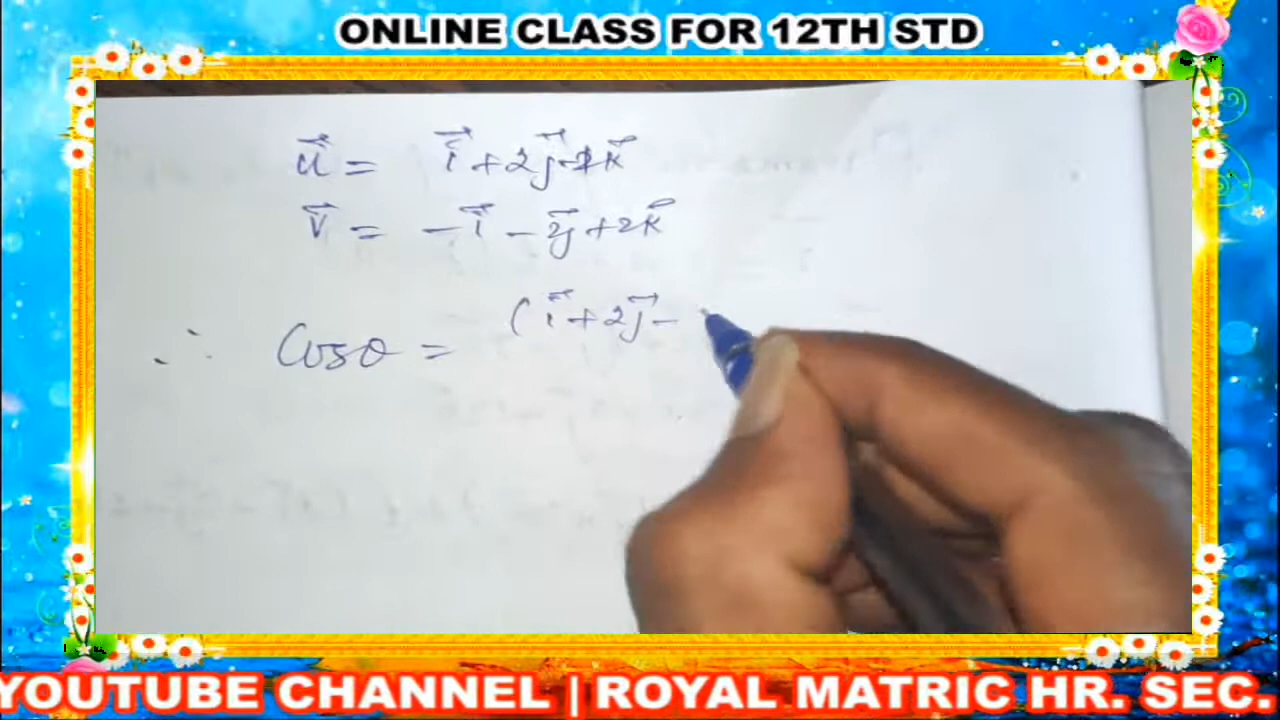 ONLINE CLASS FOR 12TH STD
u⃗ = i⃗ + 2j⃗ - 2k⃗
v⃗ = - i⃗ - 2j⃗ + 2k⃗
∴ Cosθ = ( i⃗ + 2j⃗ -
YOUTUBE CHANNEL | ROYAL MATRIC HR. SEC.